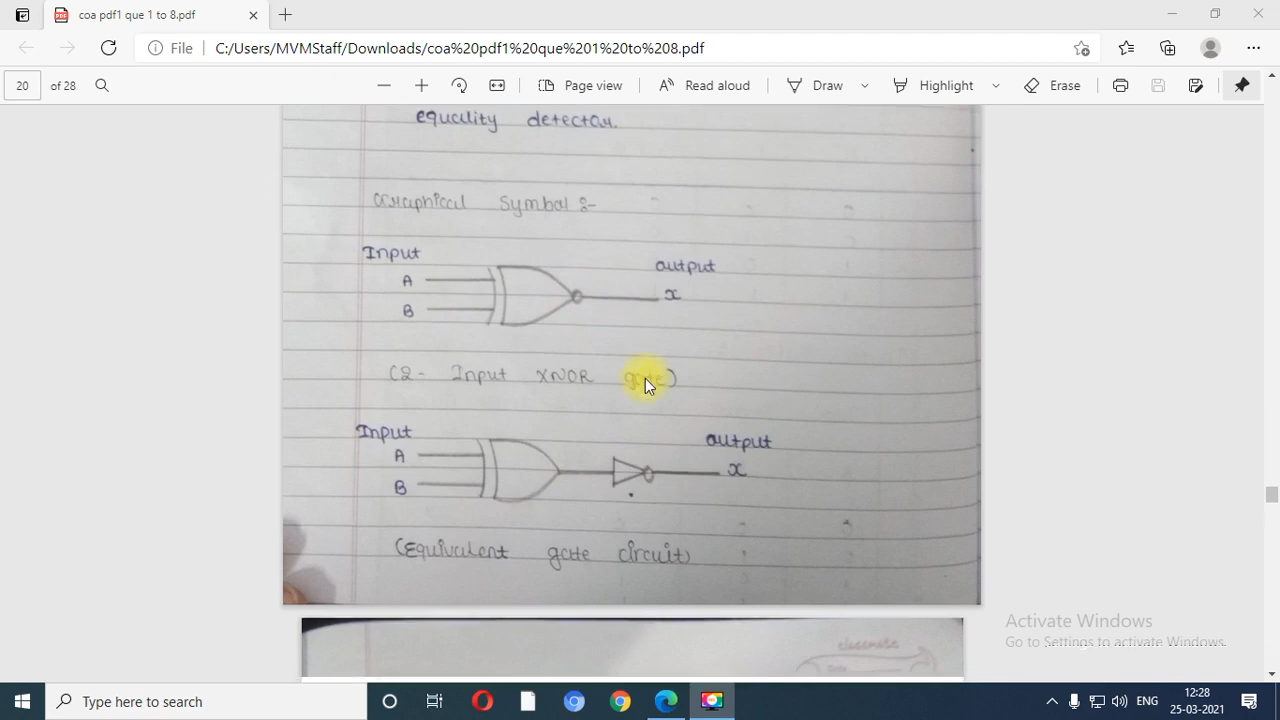 coa pdf1 que 1 to 8.pdf
File C:/Users/MVMStaff/Downloads/coa%20pdf1%20que%201%20to%208.pdf
20 of 28 Page view Read aloud Draw Highlight Erase
equality detector.
Graphical Symbol :-
Input
output
A
x
B
(2- Input XNOR gate)
Input
output
A
x
B
(Equivalent gate circuit)
classmate
Activate Windows
Go to Settings to activate Windows.
Type here to search
ENG
12:28
25-03-2021